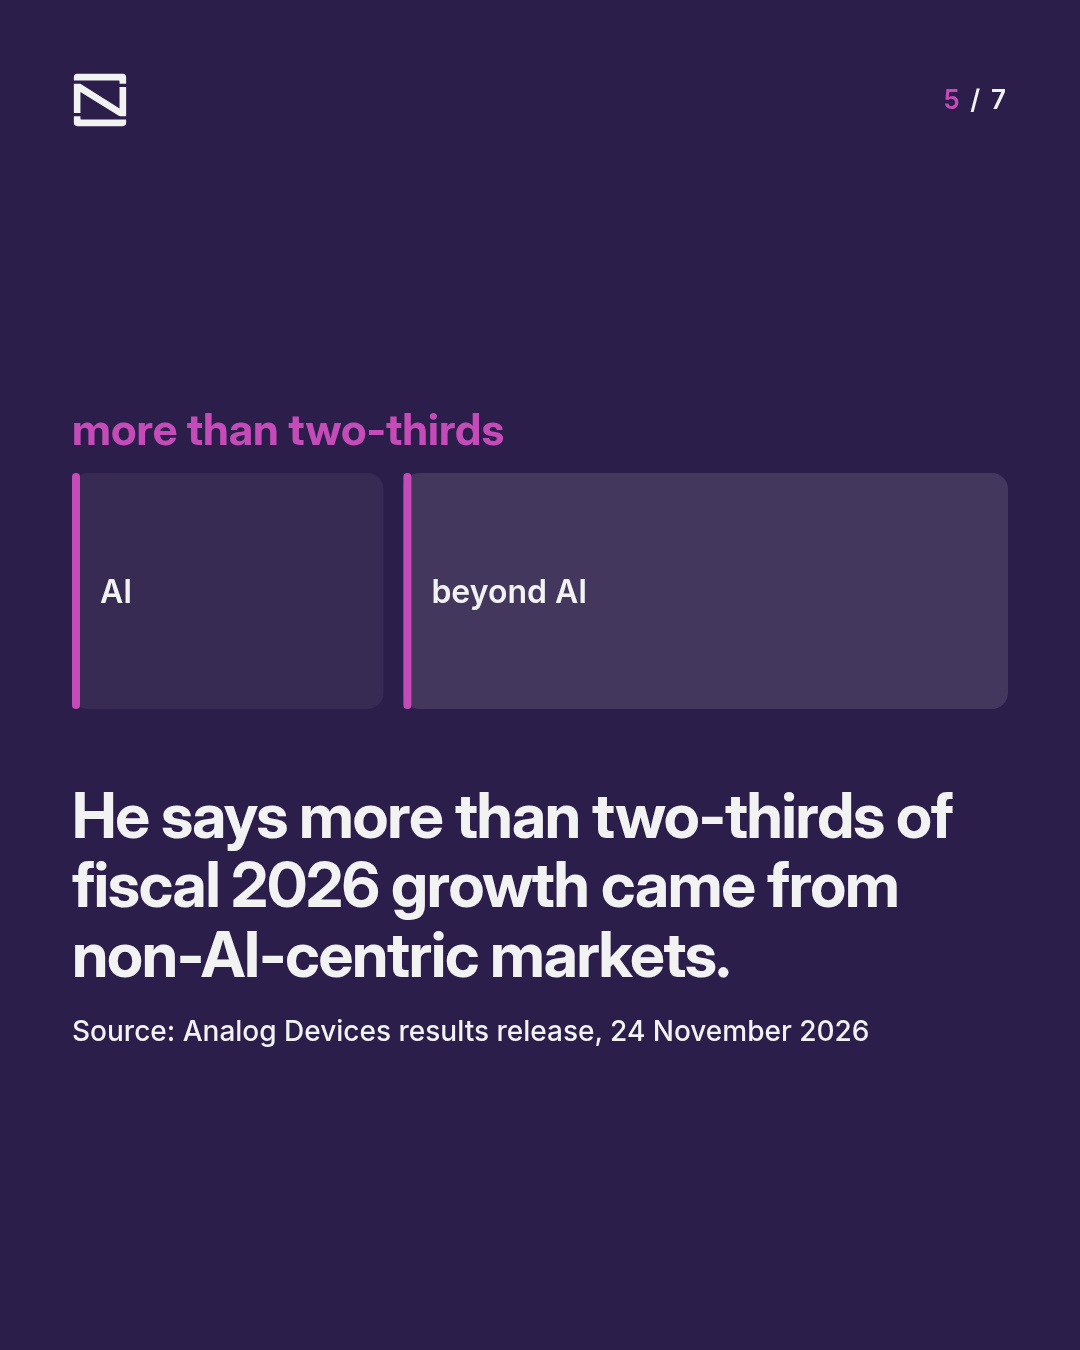 5 / 7
more than two-thirds
AI
beyond AI
He says more than two-thirds of
fiscal 2026 growth came from
non-AI-centric markets.
Source: Analog Devices results release, 24 November 2026